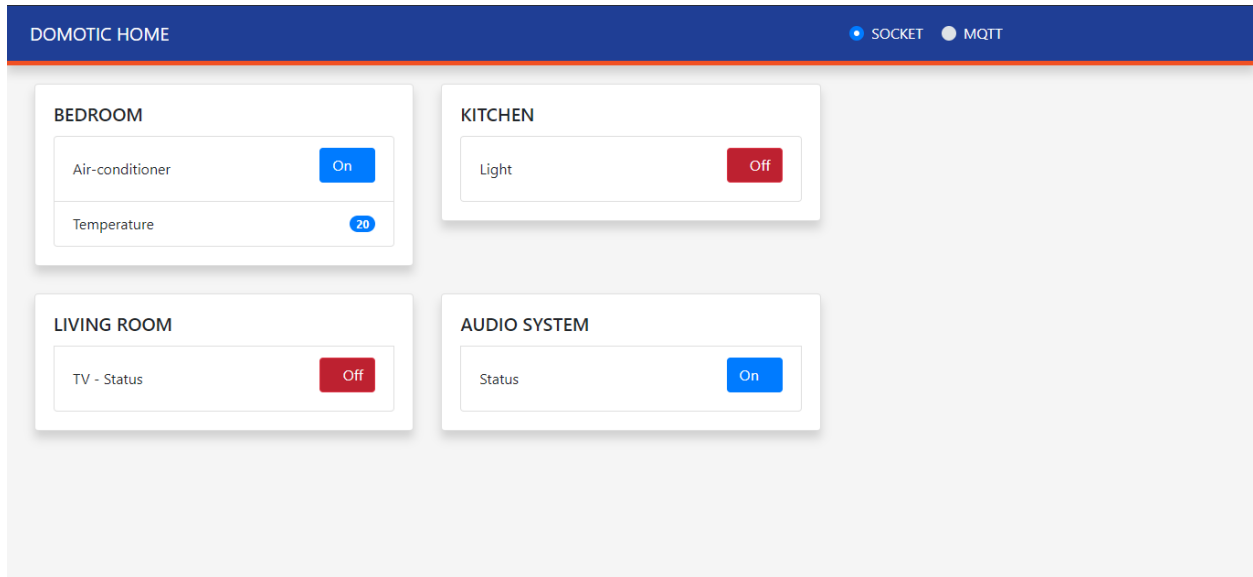 DOMOTIC HOME
SOCKET MQTT
BEDROOM
Air-conditioner On
Temperature 20
KITCHEN
Light Off
LIVING ROOM
TV - Status Off
AUDIO SYSTEM
Status On